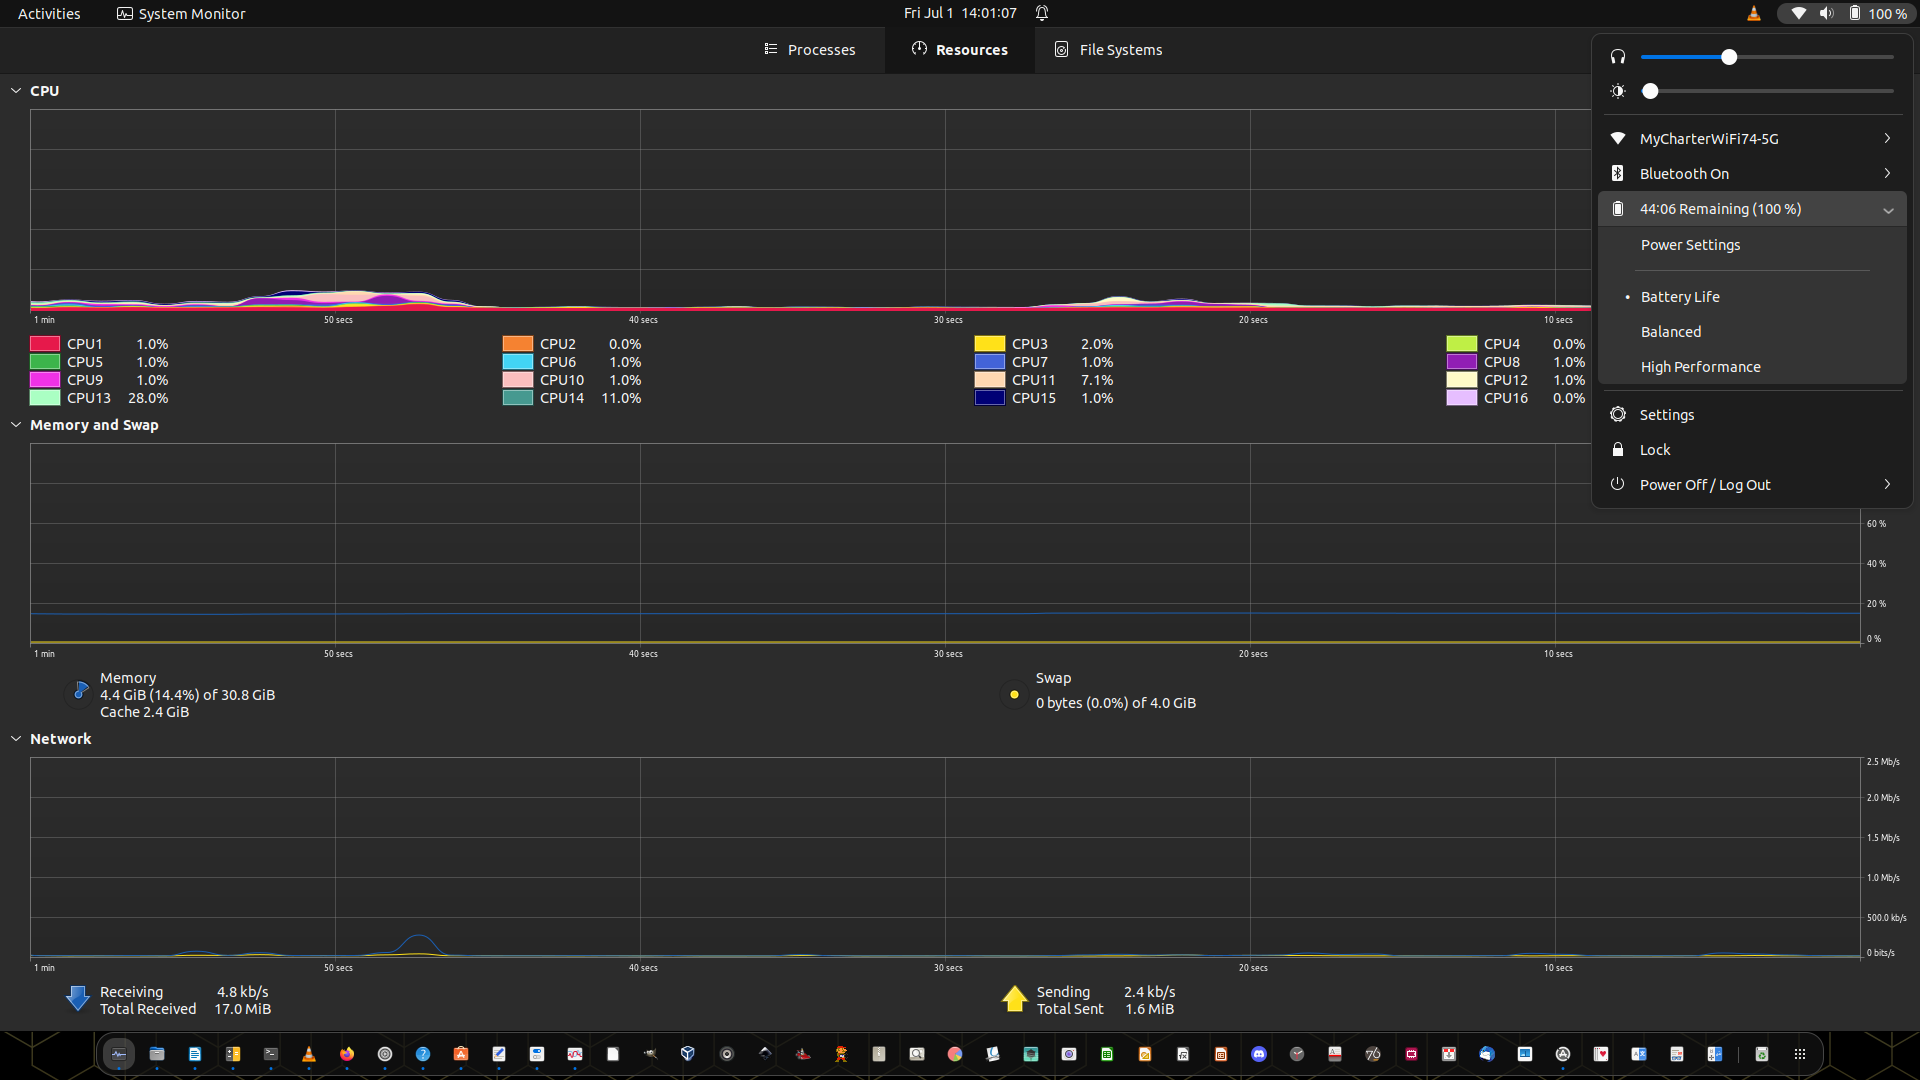 Activities System Monitor Fri Jul 1 14:01:07 100 %
Processes Resources File Systems
CPU
1 min 50 secs 40 secs 30 secs 20 secs 10 secs
CPU1 1.0% CPU2 0.0% CPU3 2.0% CPU4 0.0%
CPU5 1.0% CPU6 1.0% CPU7 1.0% CPU8 1.0%
CPU9 1.0% CPU10 1.0% CPU11 7.1% CPU12 1.0%
CPU13 28.0% CPU14 11.0% CPU15 1.0% CPU16 0.0%
MyCharterWiFi74-5G
Bluetooth On
44:06 Remaining (100 %)
Power Settings
• Battery Life
Balanced
High Performance
Settings
Lock
Power Off / Log Out
Memory and Swap
60 %
40 %
20 %
0 %
1 min 50 secs 40 secs 30 secs 20 secs 10 secs
Memory
4.4 GiB (14.4%) of 30.8 GiB
Cache 2.4 GiB
Swap
0 bytes (0.0%) of 4.0 GiB
Network
2.5 Mb/s
2.0 Mb/s
1.5 Mb/s
1.0 Mb/s
500.0 kb/s
0 bits/s
1 min 50 secs 40 secs 30 secs 20 secs 10 secs
Receiving 4.8 kb/s
Total Received 17.0 MiB
Sending 2.4 kb/s
Total Sent 1.6 MiB